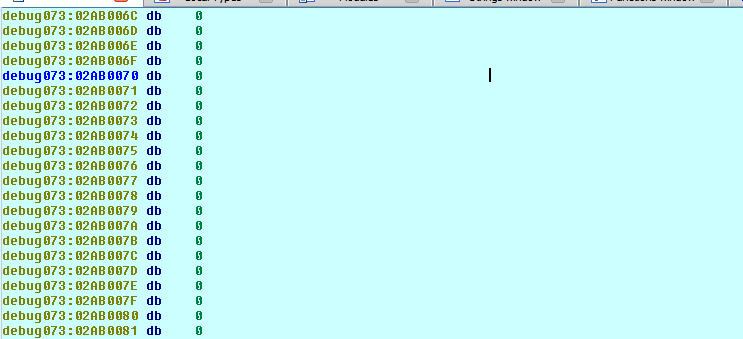 debug073:02AB006C db 0
debug073:02AB006D db 0
debug073:02AB006E db 0
debug073:02AB006F db 0
debug073:02AB0070 db 0
debug073:02AB0071 db 0
debug073:02AB0072 db 0
debug073:02AB0073 db 0
debug073:02AB0074 db 0
debug073:02AB0075 db 0
debug073:02AB0076 db 0
debug073:02AB0077 db 0
debug073:02AB0078 db 0
debug073:02AB0079 db 0
debug073:02AB007A db 0
debug073:02AB007B db 0
debug073:02AB007C db 0
debug073:02AB007D db 0
debug073:02AB007E db 0
debug073:02AB007F db 0
debug073:02AB0080 db 0
debug073:02AB0081 db 0